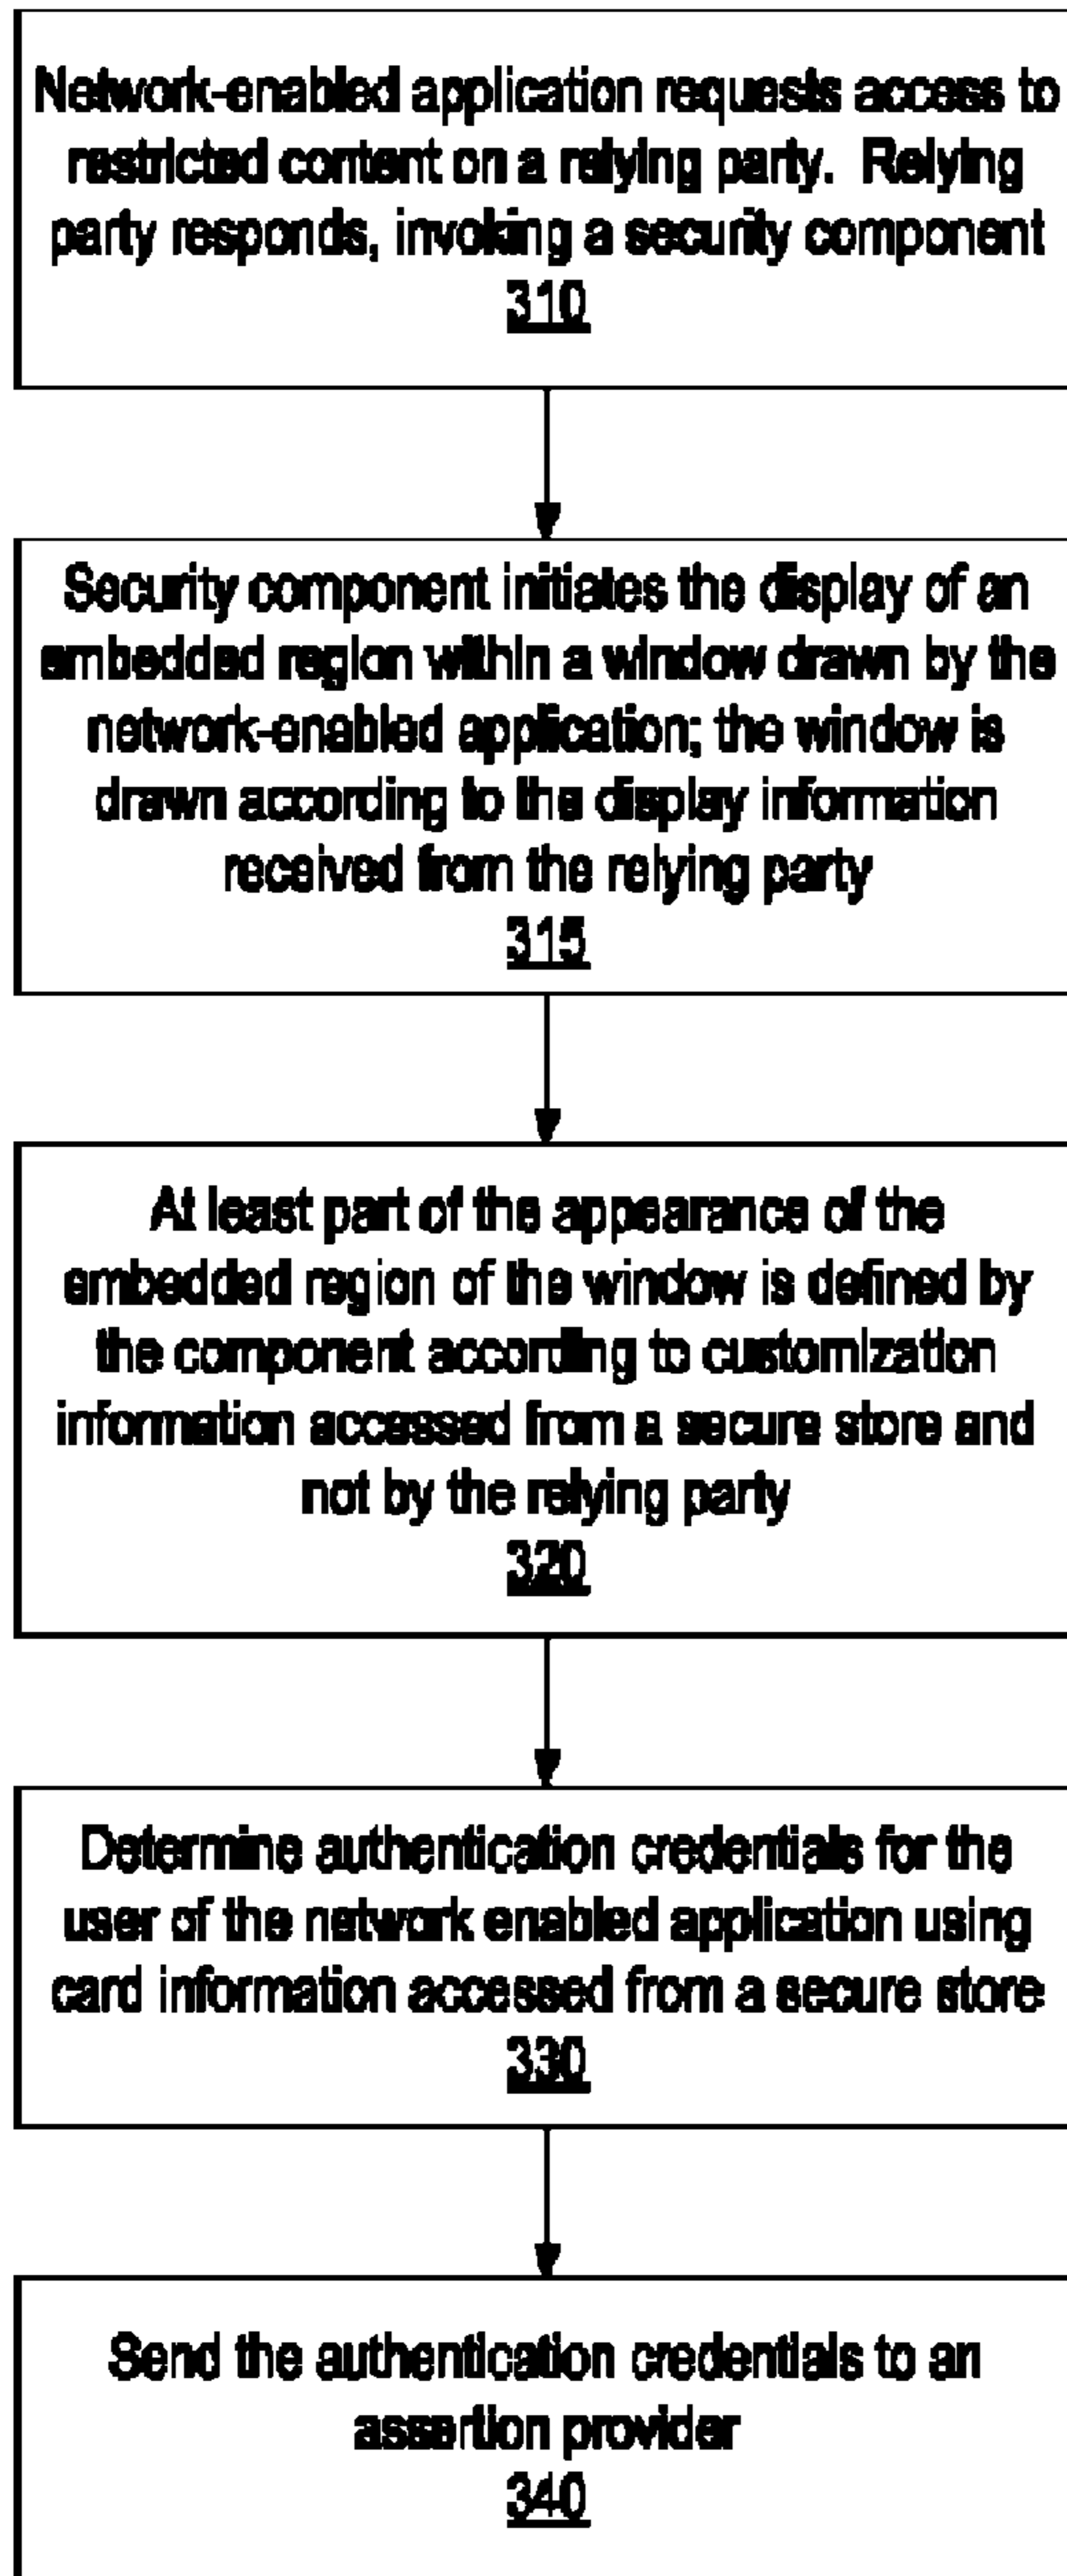 Network-enabled application requests access to
restricted content on a relying party. Relying
party responds, invoking a security component
310
Security component initiates the display of an
embedded region within a window drawn by the
network-enabled application; the window is
drawn according to the display information
received from the relying party
315
At least part of the appearance of the
embedded region of the window is defined by
the component according to customization
information accessed from a secure store and
not by the relying party
320
Determine authentication credentials for the
user of the network enabled application using
card information accessed from a secure store
330
Send the authentication credentials to an
assertion provider
340